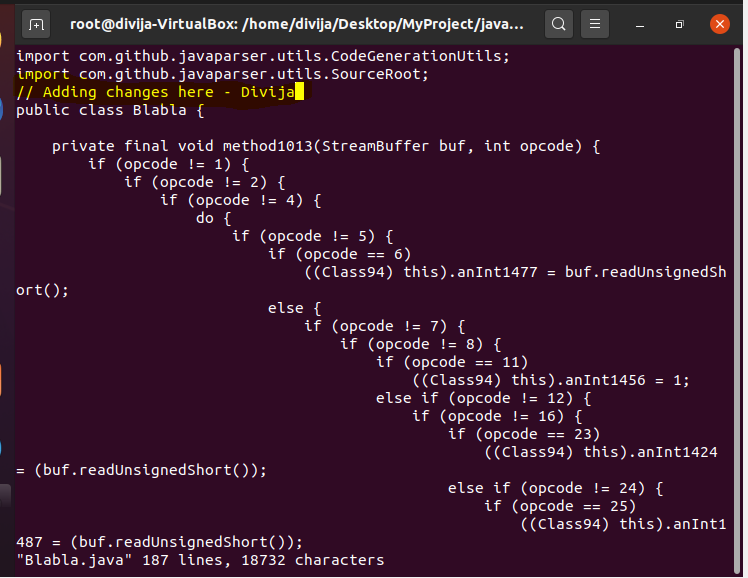 root@divija-VirtualBox: /home/divija/Desktop/MyProject/java...
import com.github.javaparser.utils.CodeGenerationUtils;
import com.github.javaparser.utils.SourceRoot;
// Adding changes here - Divija
public class Blabla {
    private final void method1013(StreamBuffer buf, int opcode) {
        if (opcode != 1) {
            if (opcode != 2) {
                if (opcode != 4) {
                    do {
                        if (opcode != 5) {
                            if (opcode == 6)
                                ((Class94) this).anInt1477 = buf.readUnsignedSh
ort();
                            else {
                                if (opcode != 7) {
                                    if (opcode != 8) {
                                        if (opcode == 11)
                                            ((Class94) this).anInt1456 = 1;
                                        else if (opcode != 12) {
                                            if (opcode != 16) {
                                                if (opcode == 23)
                                                    ((Class94) this).anInt1424
= (buf.readUnsignedShort());
                                                else if (opcode != 24) {
                                                    if (opcode == 25)
                                                        ((Class94) this).anInt1
487 = (buf.readUnsignedShort());
"Blabla.java" 187 lines, 18732 characters